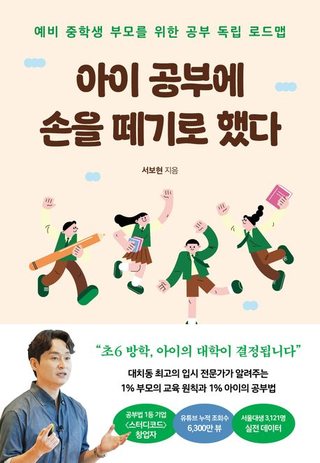 예비 중학생 부모를 위한 공부 독립 로드맵
아이 공부에
손을 떼기로 했다
서보현 지음
“초6 방학, 아이의 대학이 결정됩니다”
대치동 최고의 입시 전문가가 알려주는
1% 부모의 교육 원칙과 1% 아이의 공부법
공부법 1등 기업
<스터디코드>
창업자
유튜브 누적 조회수
6,300만 뷰
서울대생 3,121명
실전 데이터